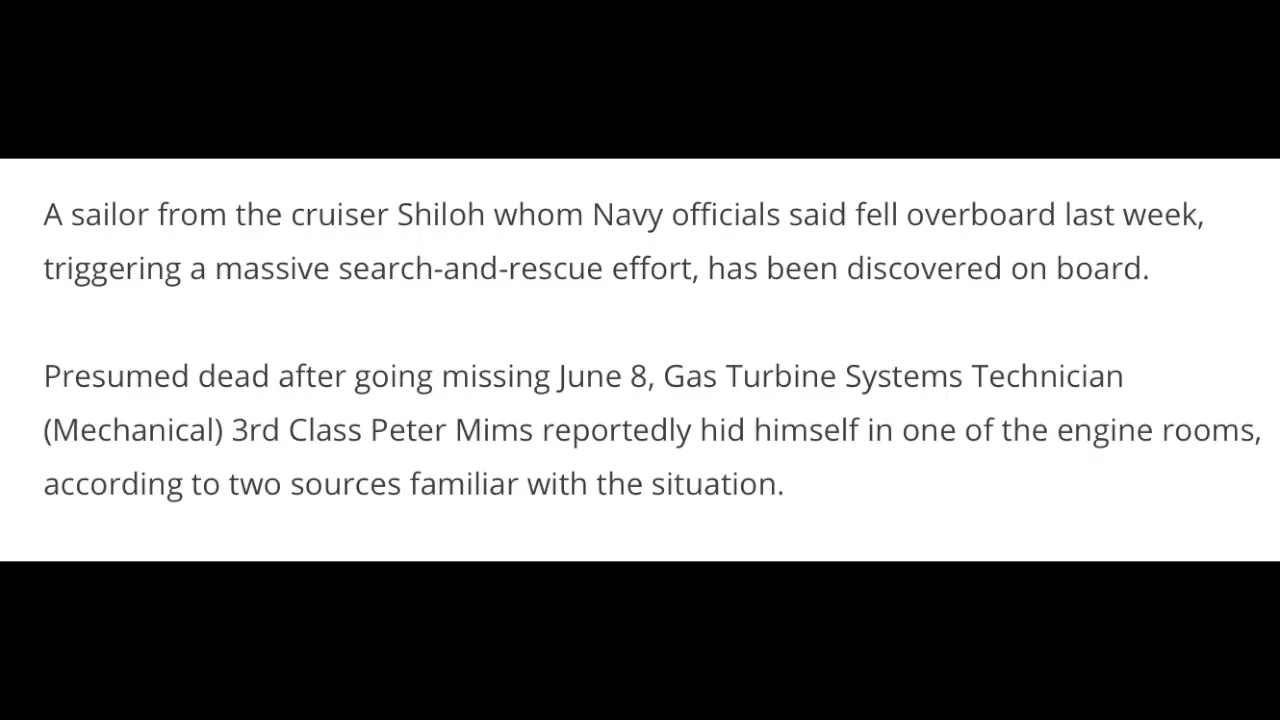 A sailor from the cruiser Shiloh whom Navy officials said fell overboard last week,
triggering a massive search-and-rescue effort, has been discovered on board.
Presumed dead after going missing June 8, Gas Turbine Systems Technician
(Mechanical) 3rd Class Peter Mims reportedly hid himself in one of the engine rooms,
according to two sources familiar with the situation.